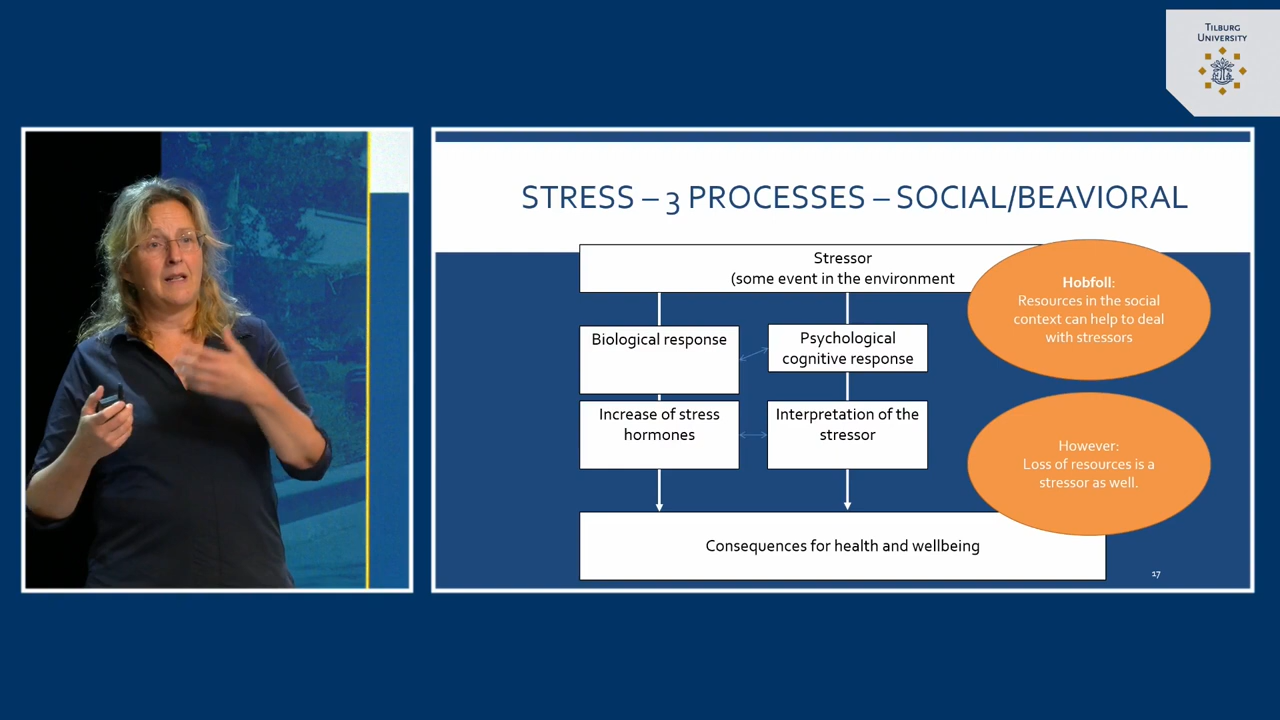 TILBURG
UNIVERSITY
STRESS – 3 PROCESSES – SOCIAL/BEAVIORAL
Stressor
(some event in the environment
Hobfoll:
Resources in the social
context can help to deal
with stressors
Biological response
Psychological
cognitive response
Increase of stress
hormones
Interpretation of the
stressor
However:
Loss of resources is a
stressor as well.
Consequences for health and wellbeing
17